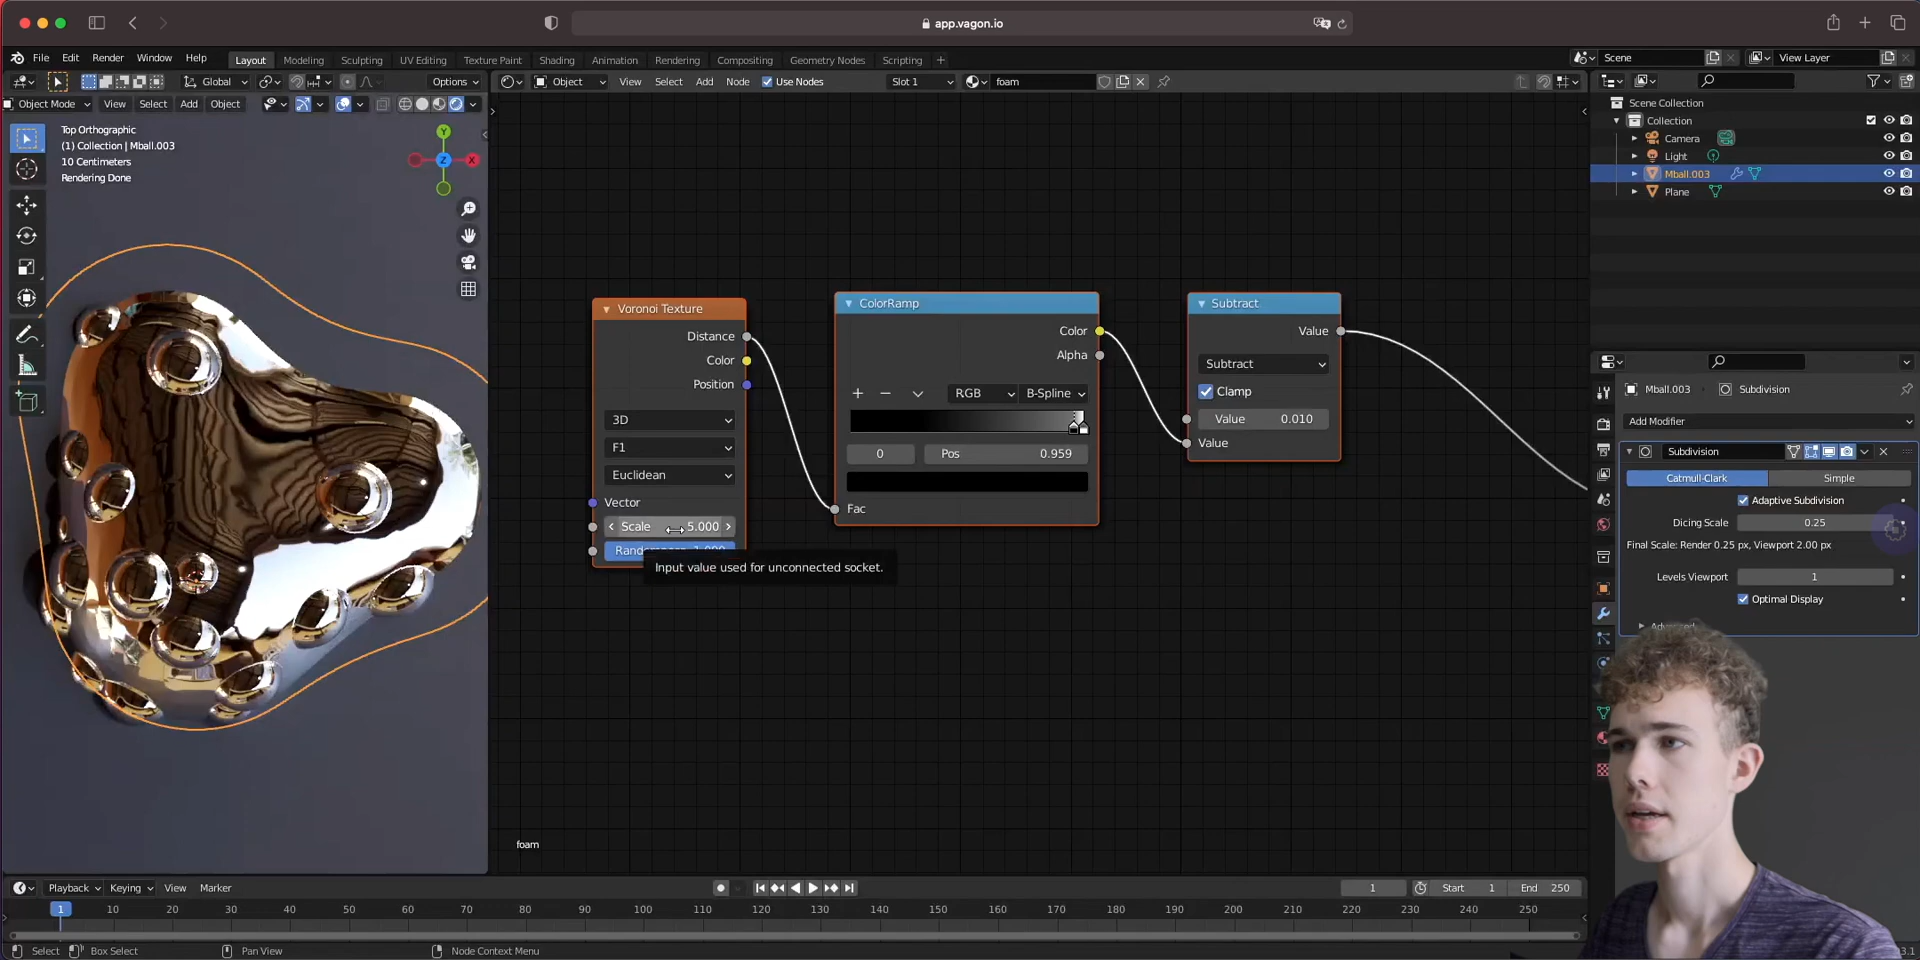 app.vagon.io
File Edit Render Window Help Layout Modeling Sculpting UV Editing Texture Paint Shading Animation Rendering Compositing Geometry Nodes Scripting + Scene View Layer
Global Options Object View Select Add Node Use Nodes Slot 1 foam
Object Mode View Select Add Object
Top Orthographic
(1) Collection | Mball.003
10 Centimeters
Rendering Done
Y
Z
X
Voronoi Texture
Distance
Color
Position
3D
F1
Euclidean
Vector
Scale 5.000
Randomness 1.000
Input value used for unconnected socket.
ColorRamp
Color
Alpha
RGB B-Spline
0 Pos 0.959
Fac
Subtract
Value
Subtract
Clamp
Value 0.010
Value
foam
Scene Collection
Collection
Camera
Light
Mball.003
Plane
Mball.003 Subdivision
Add Modifier
Subdivision
Catmull-Clark Simple
Adaptive Subdivision
Dicing Scale 0.25
Final Scale: Render 0.25 px, Viewport 2.00 px
Levels Viewport 1
Optimal Display
Advanced
Playback Keying View Marker 1 Start 1 End 250
1 10 20 30 40 50 60 70 80 90 100 110 120 130 140 150 160 170 180 190 200 210 220 230 240 250
Select Box Select Pan View Node Context Menu